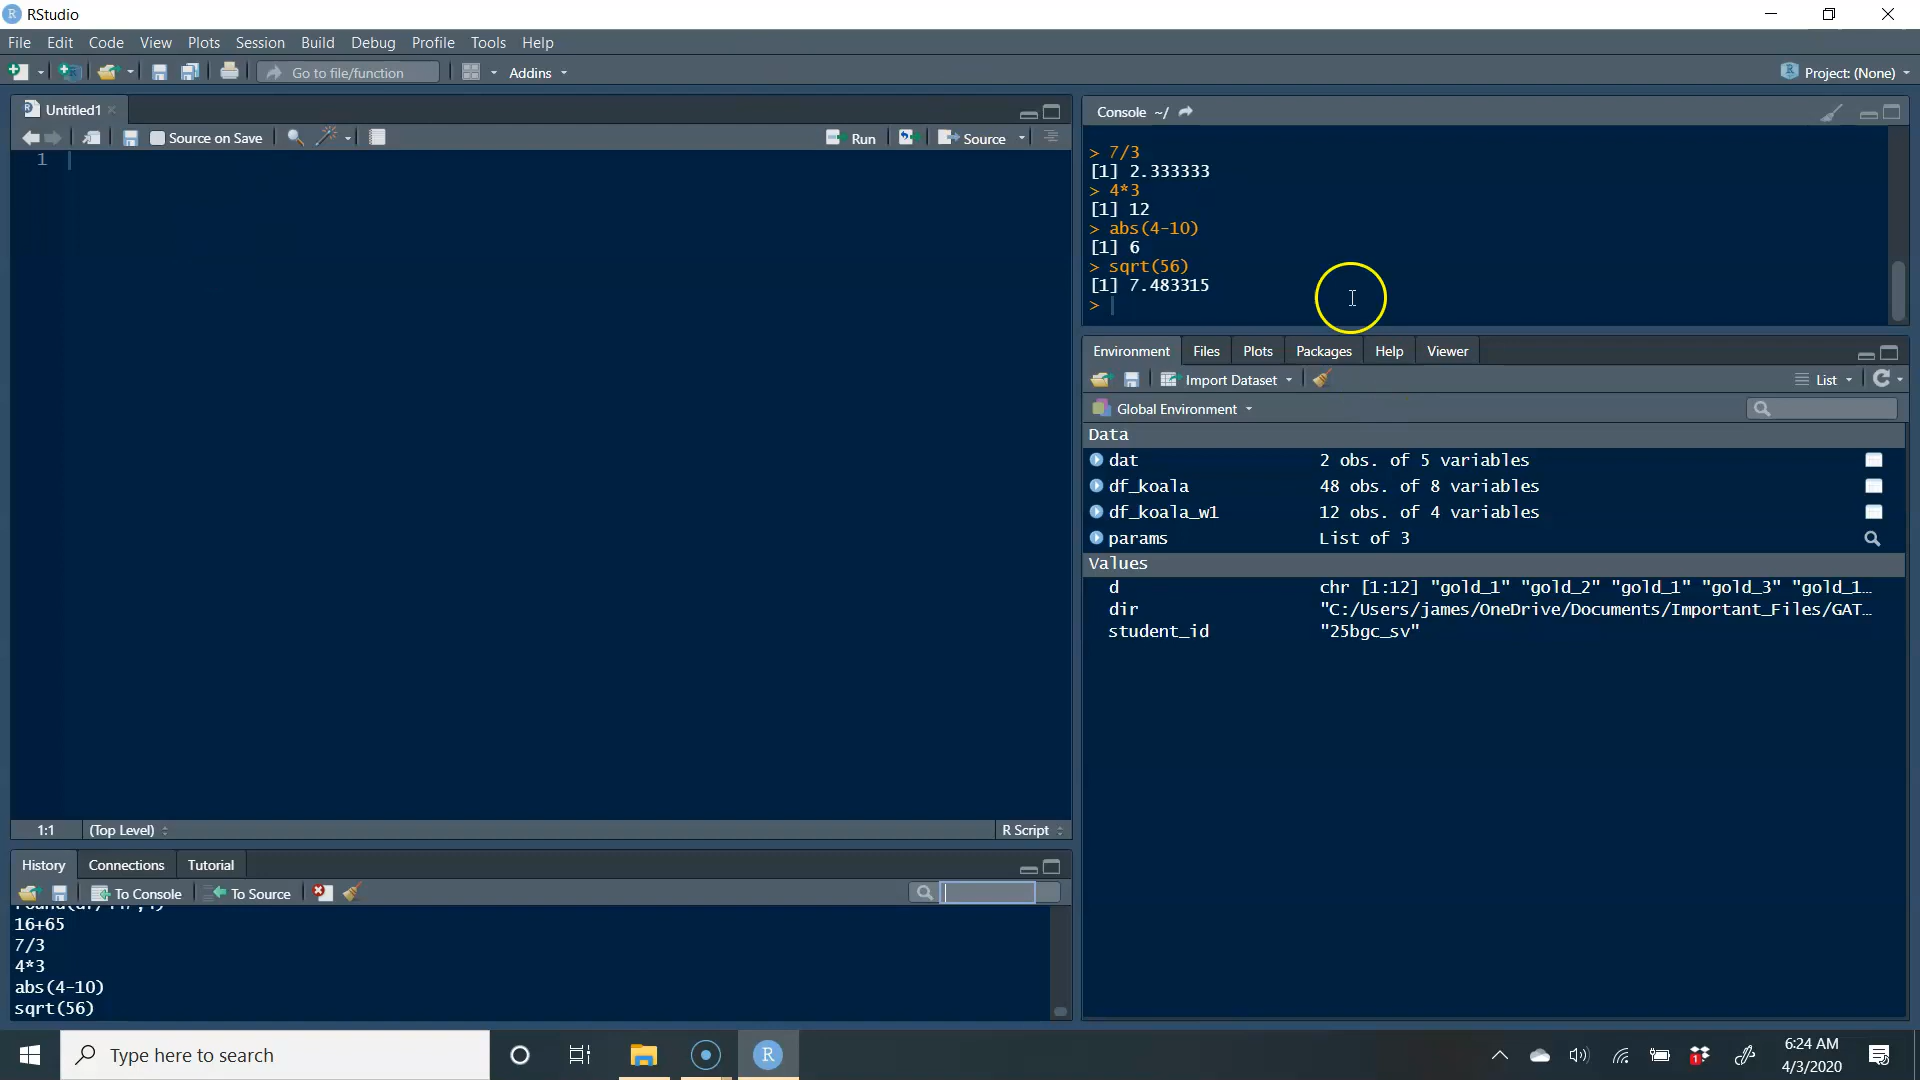 RStudio
File Edit Code View Plots Session Build Debug Profile Tools Help
Go to file/function Addins Project: (None)
Untitled1
Source on Save Run Source
1
1:1 (Top Level) R Script
History Connections Tutorial
To Console To Source
16+65
7/3
4*3
abs(4-10)
sqrt(56)
Console ~/
> 7/3
[1] 2.333333
> 4*3
[1] 12
> abs(4-10)
[1] 6
> sqrt(56)
[1] 7.483315
>
Environment Files Plots Packages Help Viewer
Import Dataset List
Global Environment
Data
dat 2 obs. of 5 variables
df_koala 48 obs. of 8 variables
df_koala_w1 12 obs. of 4 variables
params List of 3
Values
d chr [1:12] "gold_1" "gold_2" "gold_1" "gold_3" "gold_1…
dir "C:/Users/james/OneDrive/Documents/Important_Files/GAT…
student_id "25bgc_sv"
Type here to search
6:24 AM
4/3/2020